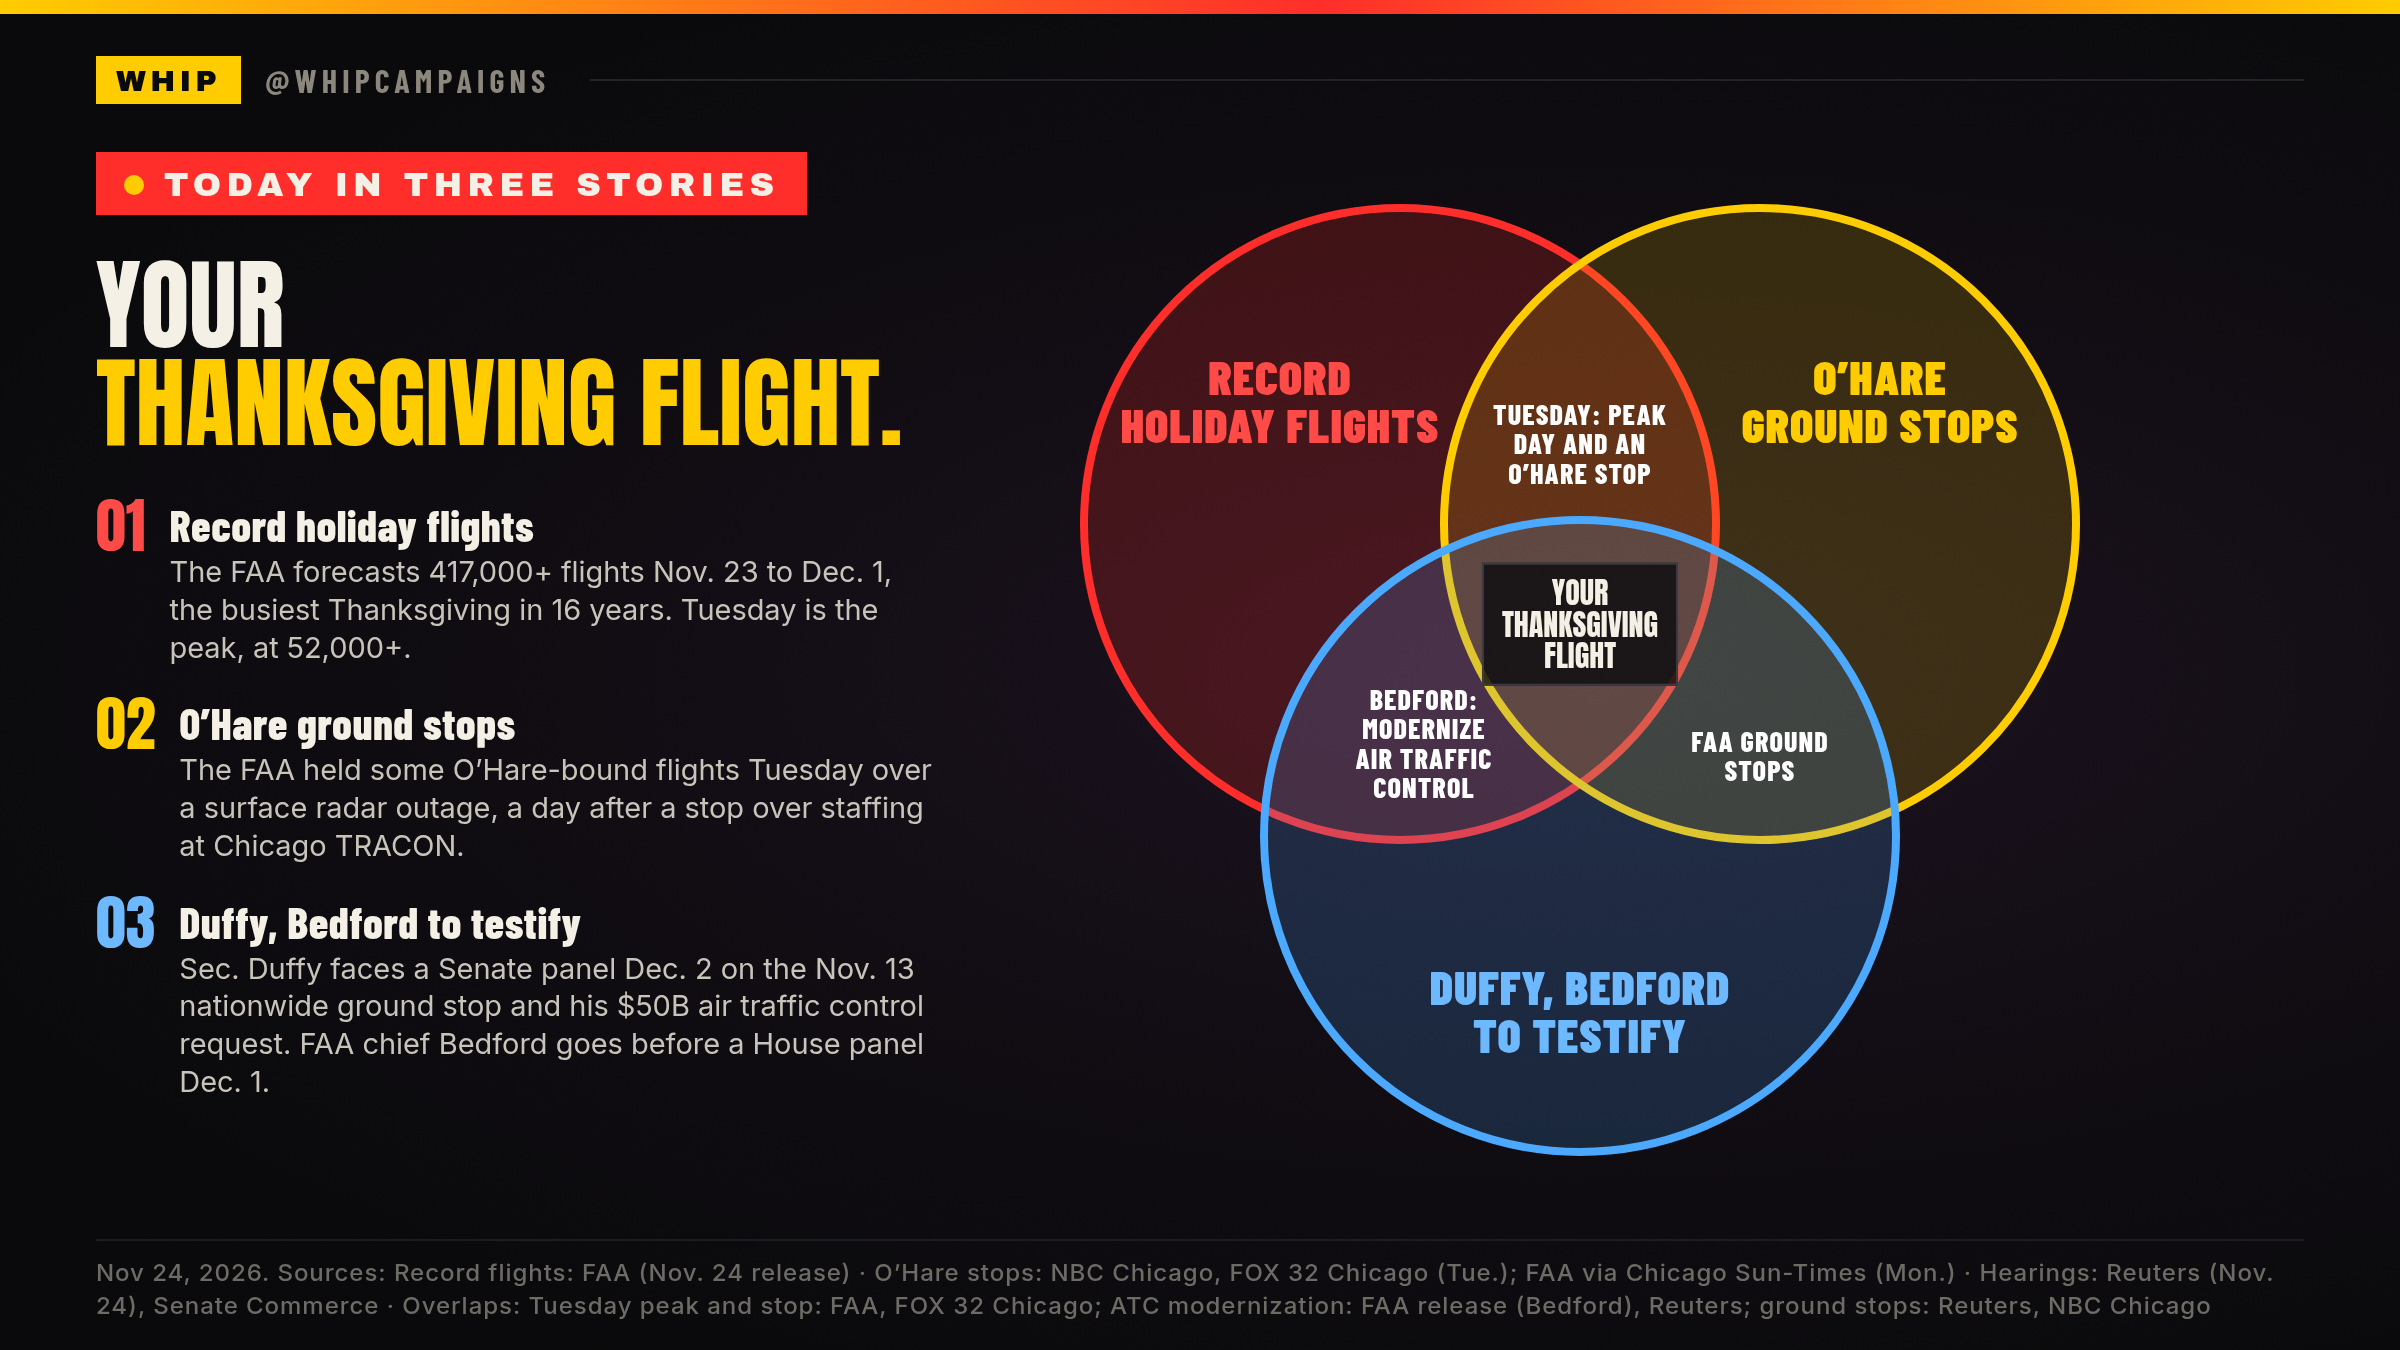 WHIP @WHIPCAMPAIGNS
TODAY IN THREE STORIES
YOUR
THANKSGIVING FLIGHT.
01 Record holiday flights
The FAA forecasts 417,000+ flights Nov. 23 to Dec. 1,
the busiest Thanksgiving in 16 years. Tuesday is the
peak, at 52,000+.
02 O’Hare ground stops
The FAA held some O’Hare-bound flights Tuesday over
a surface radar outage, a day after a stop over staffing
at Chicago TRACON.
03 Duffy, Bedford to testify
Sec. Duffy faces a Senate panel Dec. 2 on the Nov. 13
nationwide ground stop and his $50B air traffic control
request. FAA chief Bedford goes before a House panel
Dec. 1.
RECORD
HOLIDAY FLIGHTS
TUESDAY: PEAK
DAY AND AN
O’HARE STOP
O’HARE
GROUND STOPS
YOUR
THANKSGIVING
FLIGHT
BEDFORD:
MODERNIZE
AIR TRAFFIC
CONTROL
FAA GROUND
STOPS
DUFFY, BEDFORD
TO TESTIFY
Nov 24, 2026. Sources: Record flights: FAA (Nov. 24 release) · O’Hare stops: NBC Chicago, FOX 32 Chicago (Tue.); FAA via Chicago Sun-Times (Mon.) · Hearings: Reuters (Nov.
24), Senate Commerce · Overlaps: Tuesday peak and stop: FAA, FOX 32 Chicago; ATC modernization: FAA release (Bedford), Reuters; ground stops: Reuters, NBC Chicago